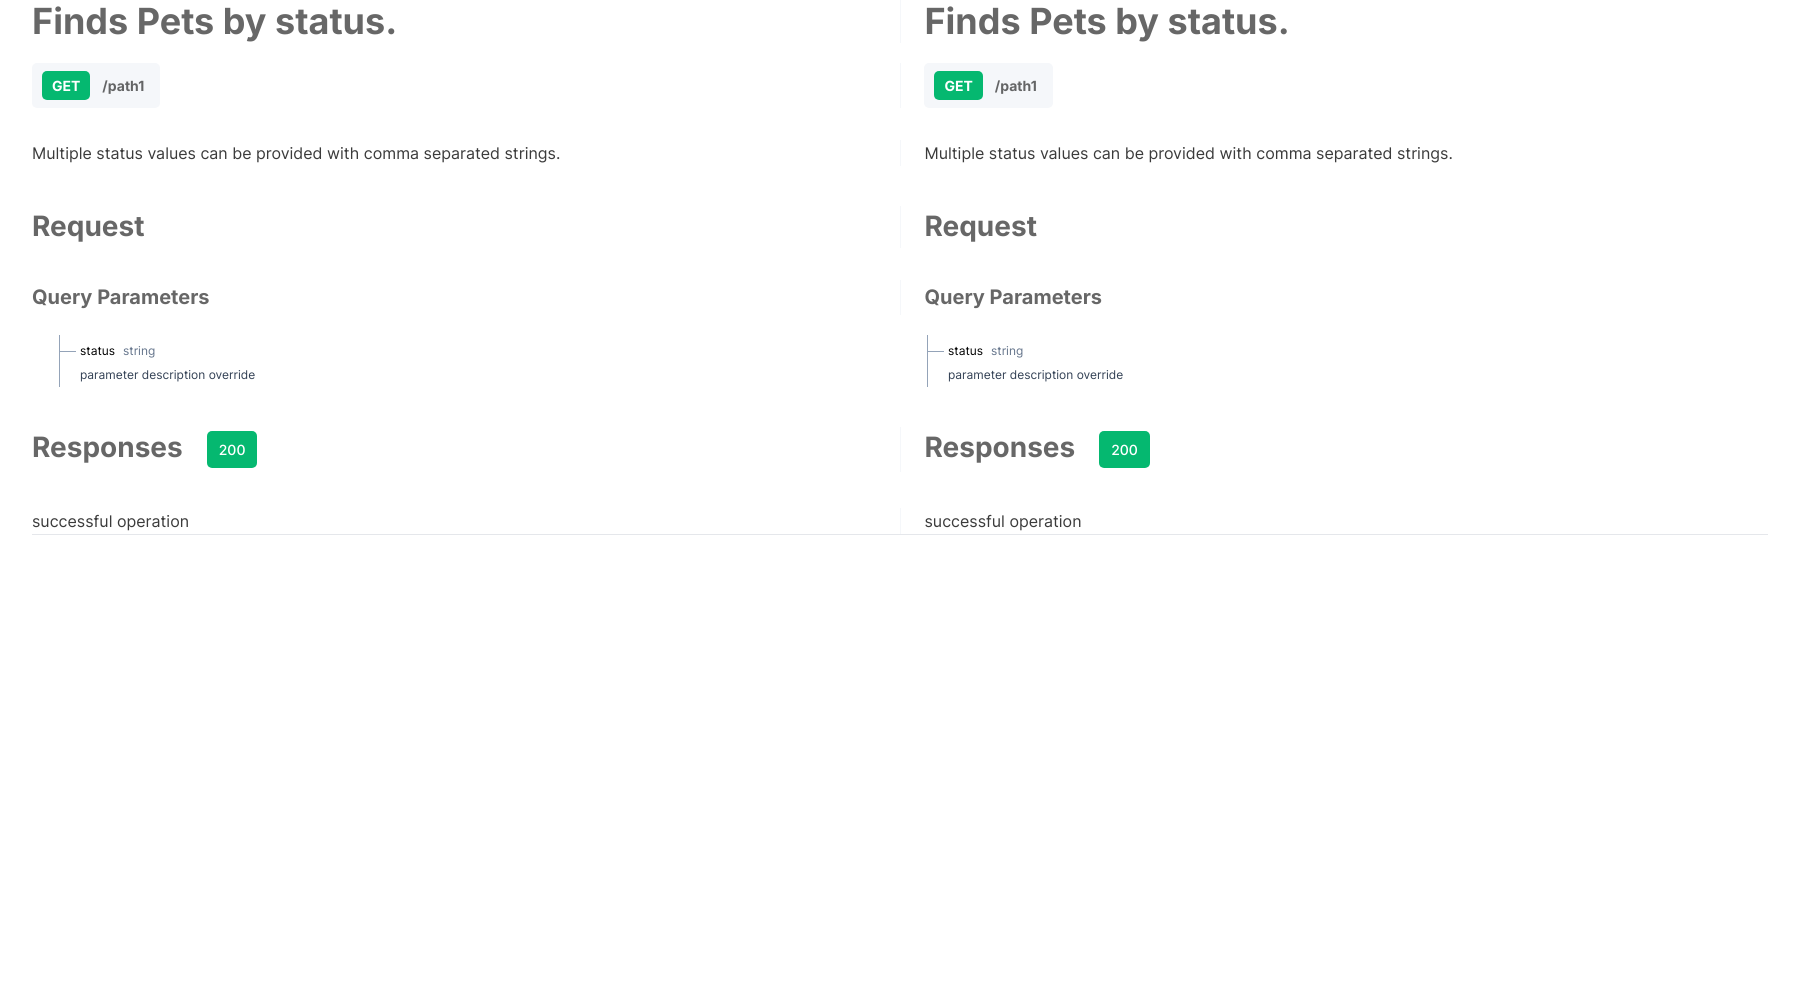 Finds Pets by status.
GET /path1
Multiple status values can be provided with comma separated strings.
Request
Query Parameters
status string
parameter description override
Responses 200
successful operation
Finds Pets by status.
GET /path1
Multiple status values can be provided with comma separated strings.
Request
Query Parameters
status string
parameter description override
Responses 200
successful operation